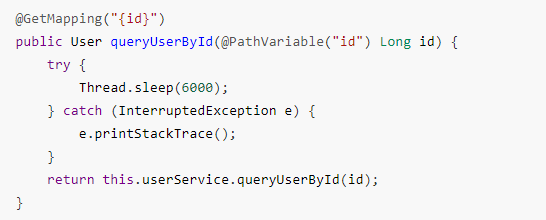 @GetMapping("{id}")
public User queryUserById(@PathVariable("id") Long id) {
    try {
        Thread.sleep(6000);
    } catch (InterruptedException e) {
        e.printStackTrace();
    }
    return this.userService.queryUserById(id);
}